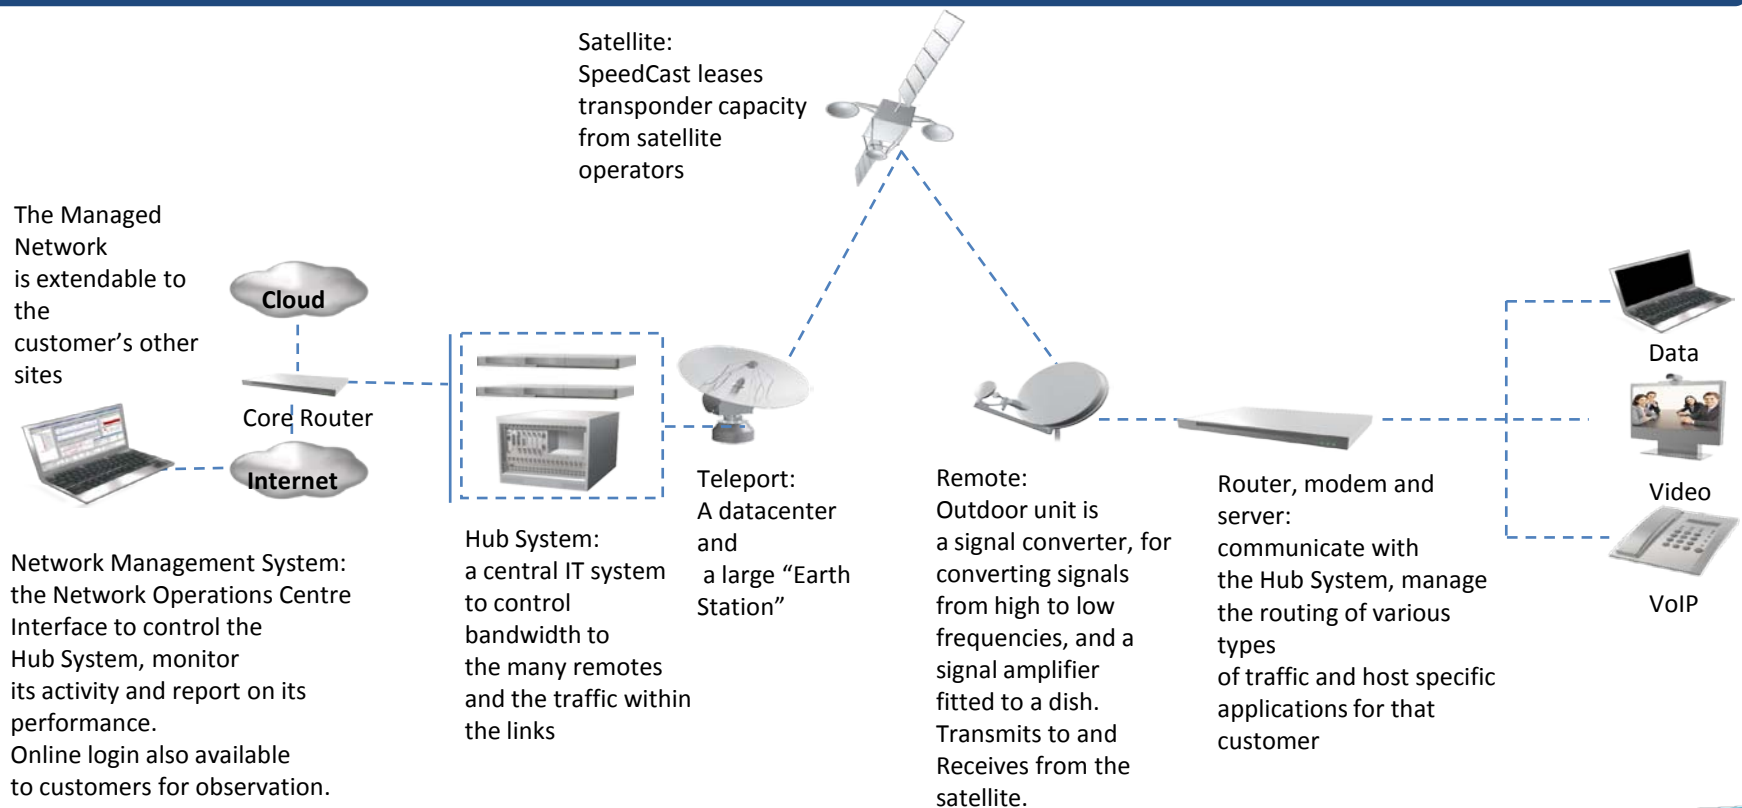 Satellite:
SpeedCast leases
transponder capacity
from satellite
operators
The Managed
Network
is extendable to
the
customer’s other
sites
Cloud
Core Router
Internet
Network Management System:
the Network Operations Centre
Interface to control the
Hub System, monitor
its activity and report on its
performance.
Online login also available
to customers for observation.
Hub System:
a central IT system
to control
bandwidth to
the many remotes
and the traffic within
the links
Teleport:
A datacenter
and
a large “Earth
Station”
Remote:
Outdoor unit is
a signal converter, for
converting signals
from high to low
frequencies, and a
signal amplifier
fitted to a dish.
Transmits to and
Receives from the
satellite.
Router, modem and
server:
communicate with
the Hub System, manage
the routing of various
types
of traffic and host specific
applications for that
customer
Data
Video
VoIP